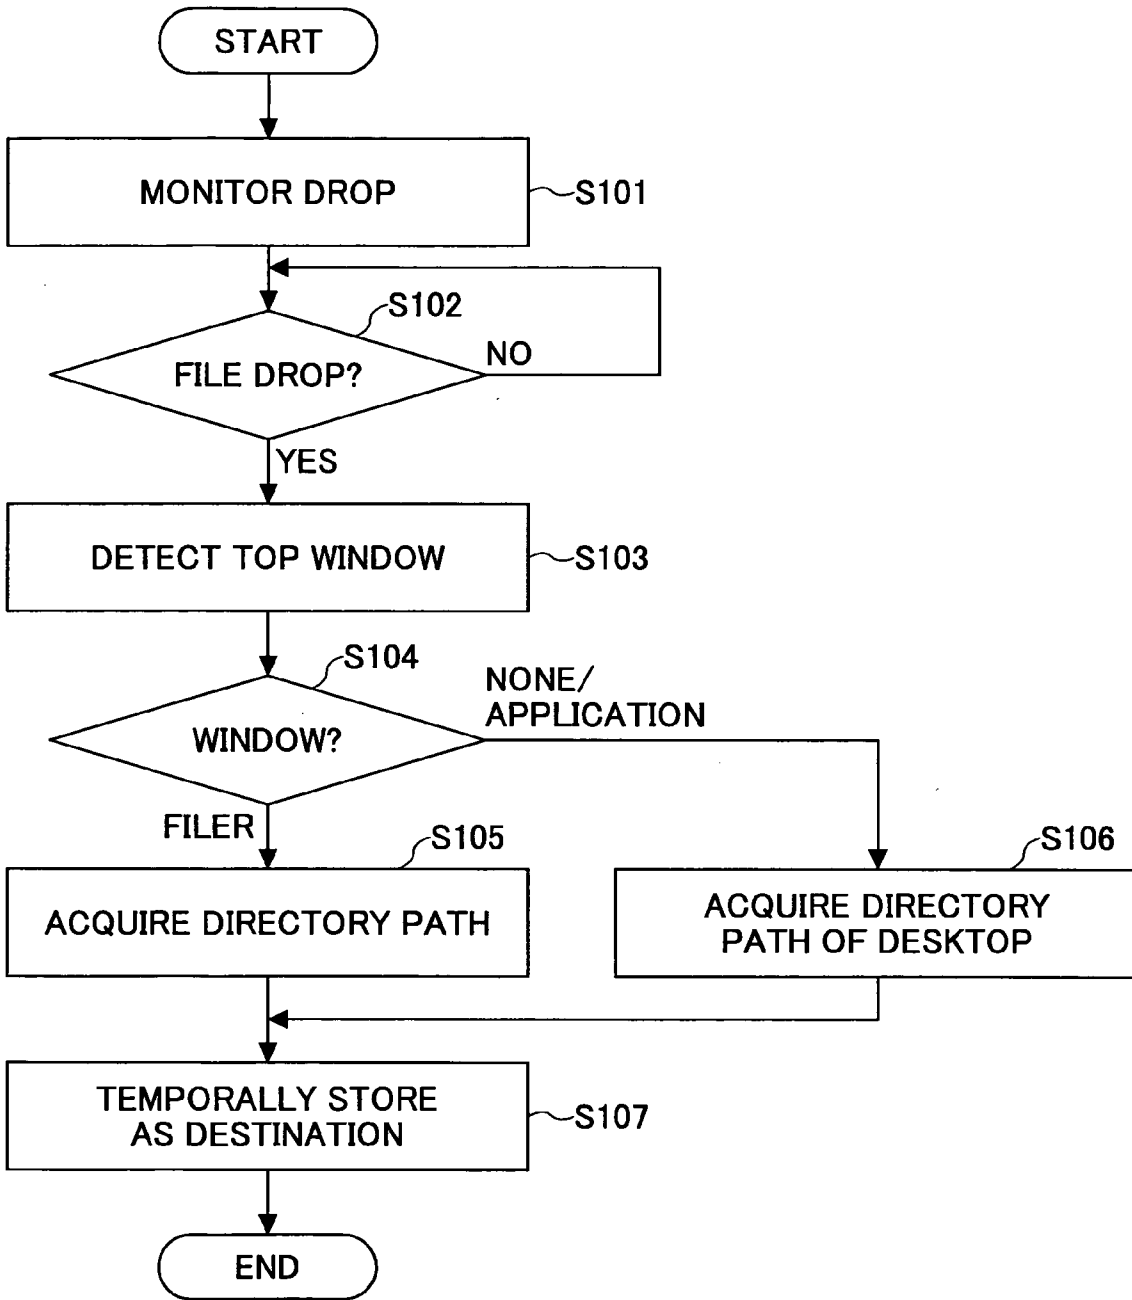 START
MONITOR DROP
S101
S102
FILE DROP?
NO
YES
DETECT TOP WINDOW
S103
S104
NONE/
APPLICATION
WINDOW?
FILER
S105
S106
ACQUIRE DIRECTORY PATH
ACQUIRE DIRECTORY
PATH OF DESKTOP
TEMPORALLY STORE
AS DESTINATION
S107
END